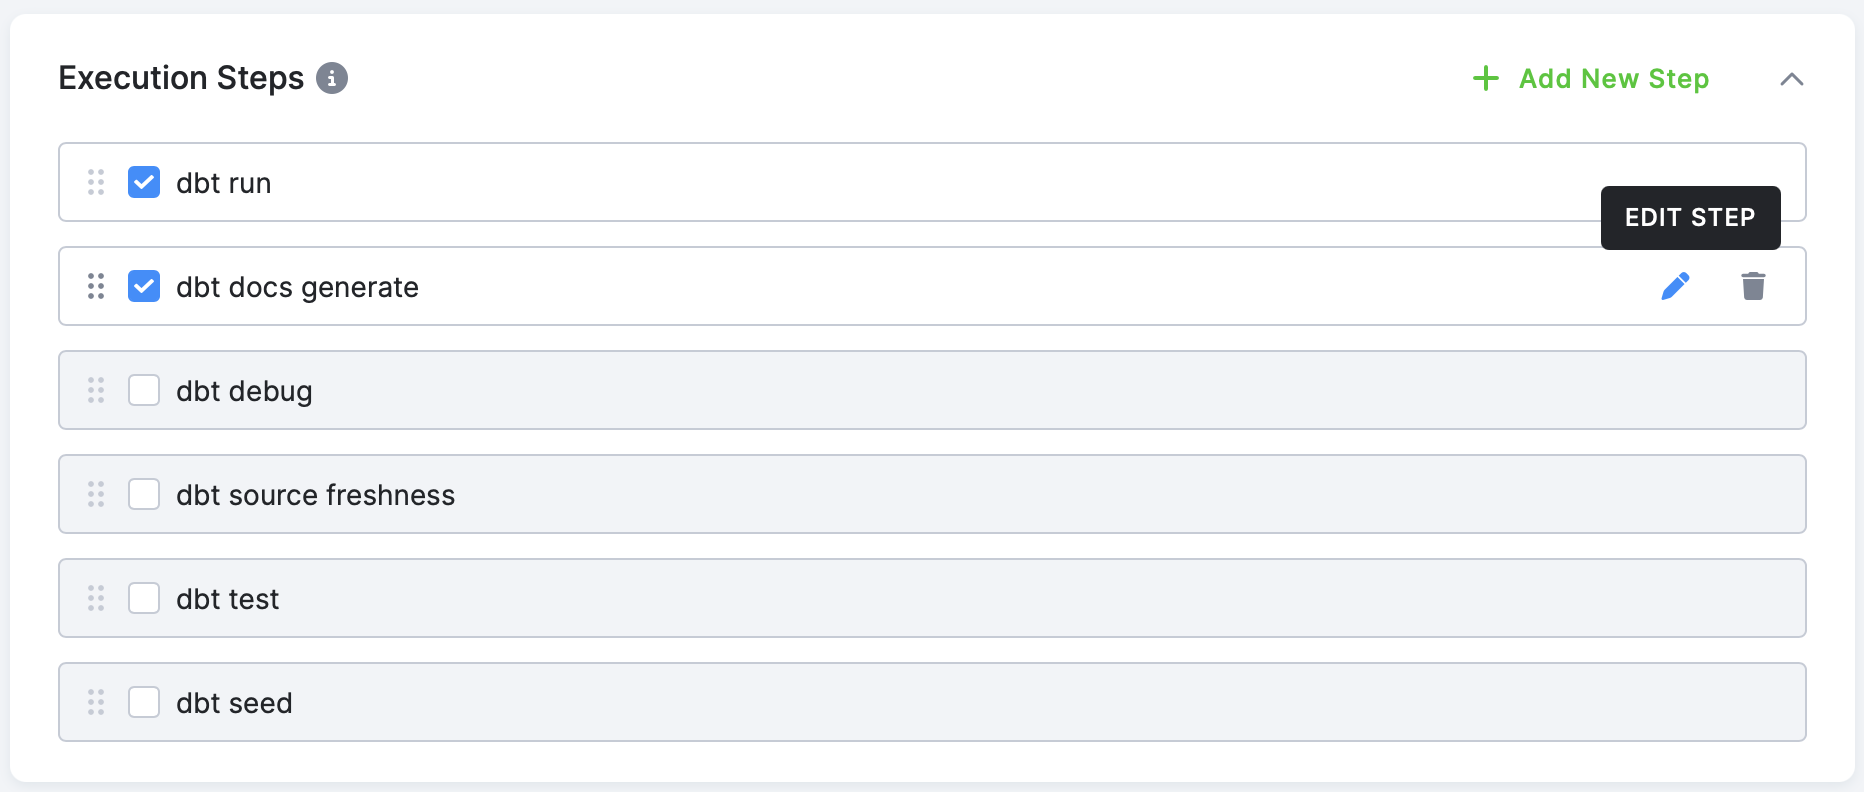 Execution Steps
Add New Step
dbt run
EDIT STEP
dbt docs generate
dbt debug
dbt source freshness
dbt test
dbt seed